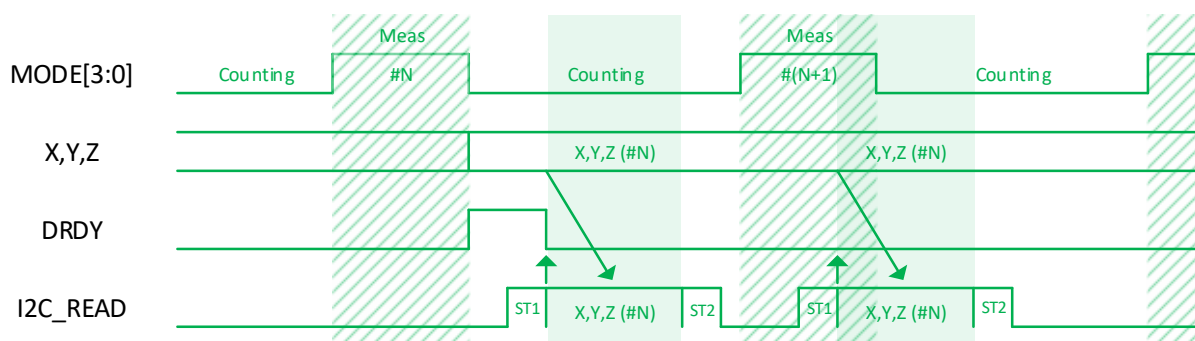 Meas Meas
MODE[3:0] Counting #N Counting #(N+1) Counting
X,Y,Z X,Y,Z (#N) X,Y,Z (#N)
DRDY
I2C_READ ST1 X,Y,Z (#N) ST2 ST1 X,Y,Z (#N) ST2